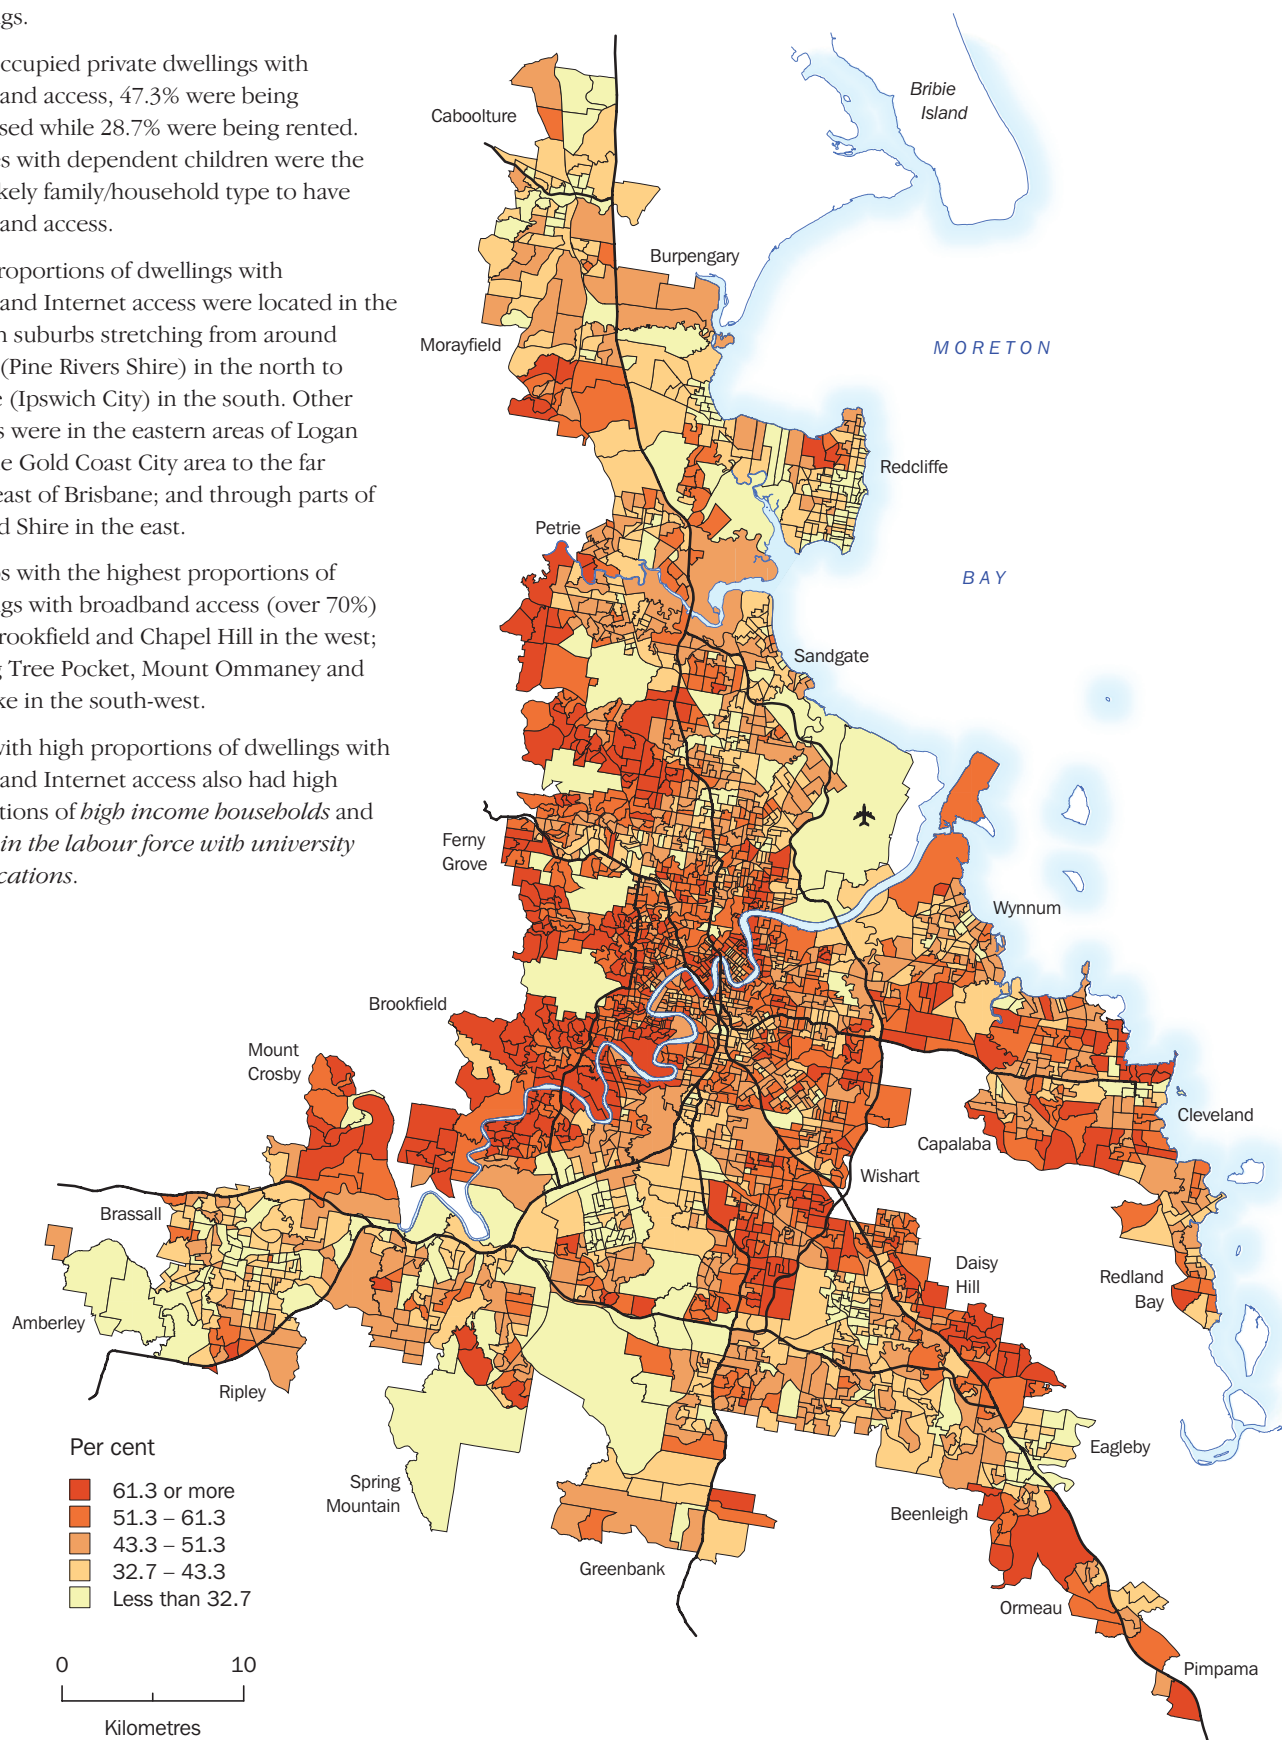 gs.
ccupied private dwellings with
and access, 47.3% were being
sed while 28.7% were being rented.
s with dependent children were the
kely family/household type to have
and access.
roportions of dwellings with
and Internet access were located in the
n suburbs stretching from around
(Pine Rivers Shire) in the north to
e (Ipswich City) in the south. Other
s were in the eastern areas of Logan
e Gold Coast City area to the far
east of Brisbane; and through parts of
d Shire in the east.
s with the highest proportions of
gs with broadband access (over 70%)
rookfield and Chapel Hill in the west;
g Tree Pocket, Mount Ommaney and
ke in the south-west.
with high proportions of dwellings with
and Internet access also had high
tions of high income households and
in the labour force with university
cations.
Caboolture
Bribie
Island
Burpengary
Morayfield
MORETON
Redcliffe
Petrie
BAY
Sandgate
Ferny
Grove
Wynnum
Brookfield
Mount
Crosby
Cleveland
Capalaba
Wishart
Brassall
Daisy
Hill
Redland
Bay
Amberley
Ripley
Eagleby
Spring
Mountain
Beenleigh
Greenbank
Ormeau
Pimpama
Per cent
61.3 or more
51.3 – 61.3
43.3 – 51.3
32.7 – 43.3
Less than 32.7
0 10
Kilometres